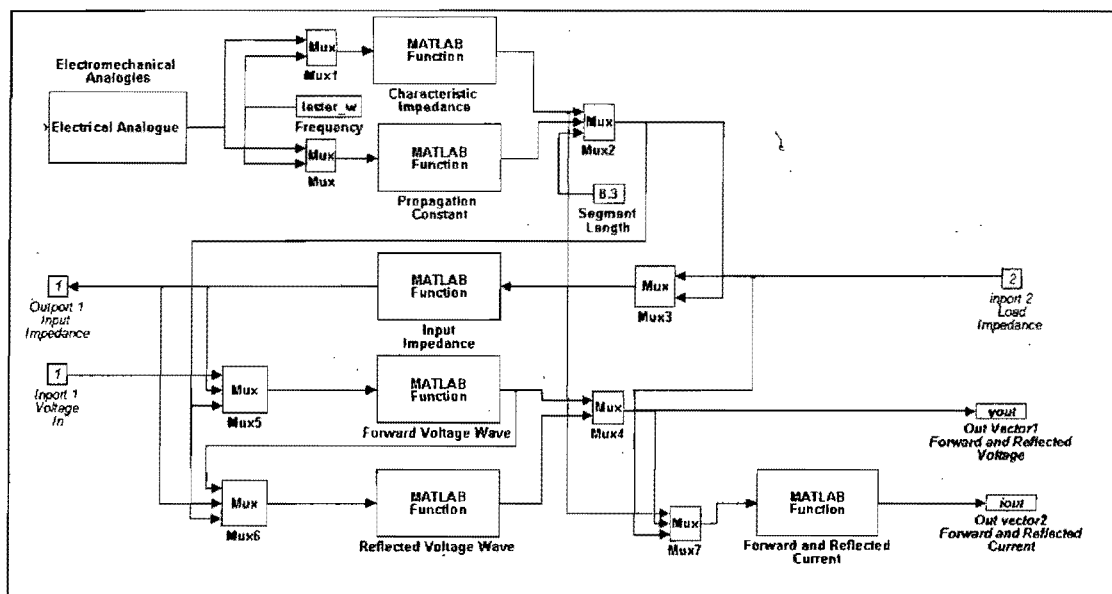 Electromechanical
Analogies
Electrical Analogue
Mux
Mux1
MATLAB
Function
Characteristic
Impedance
lester_w
Frequency
Mux
Mux
MATLAB
Function
Propagation
Constant
Mux
Mux2
8.3
Segment
Length
1
Outport 1
Input
Impedance
MATLAB
Function
Input
Impedance
Mux
Mux3
2
inport 2
Load
Impedance
1
Inport 1
Voltage
In
Mux
Mux5
MATLAB
Function
Forward Voltage Wave
Mux
Mux4
vout
Out Vector1
Forward and Reflected
Voltage
Mux
Mux6
MATLAB
Function
Reflected Voltage Wave
Mux
Mux7
MATLAB
Function
Forward and Reflected
Current
iout
Out vector2
Forward and Reflected
Current